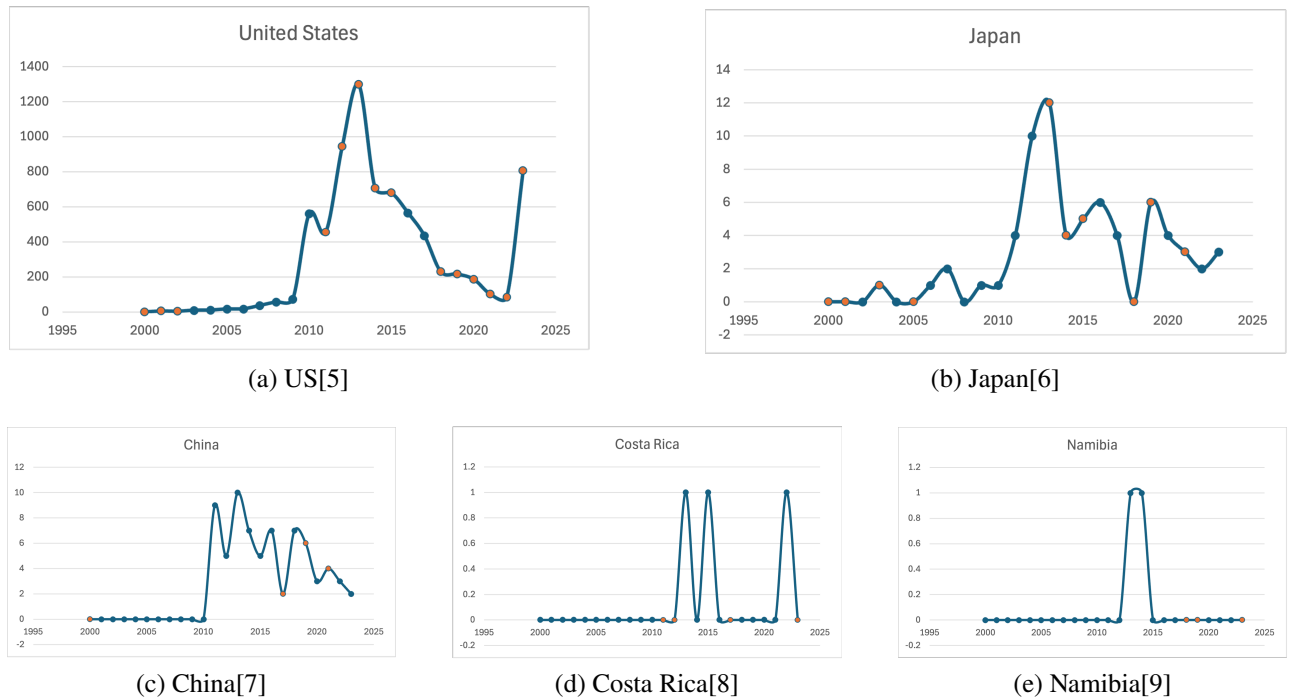 United States
1400
1200
1000
800
600
400
200
0
1995 2000 2005 2010 2015 2020 2025
(a) US[5]
Japan
14
12
10
8
6
4
2
0
1995 2000 2005 2010 2015 2020 2025
-2
(b) Japan[6]
China
12
10
8
6
4
2
0
1995 2000 2005 2010 2015 2020 2025
-2
(c) China[7]
Costa Rica
1.2
1
0.8
0.6
0.4
0.2
0
1995 2000 2005 2010 2015 2020 2025
-0.2
(d) Costa Rica[8]
Namibia
1.2
1
0.8
0.6
0.4
0.2
0
1995 2000 2005 2010 2015 2020 2025
-0.2
(e) Namibia[9]